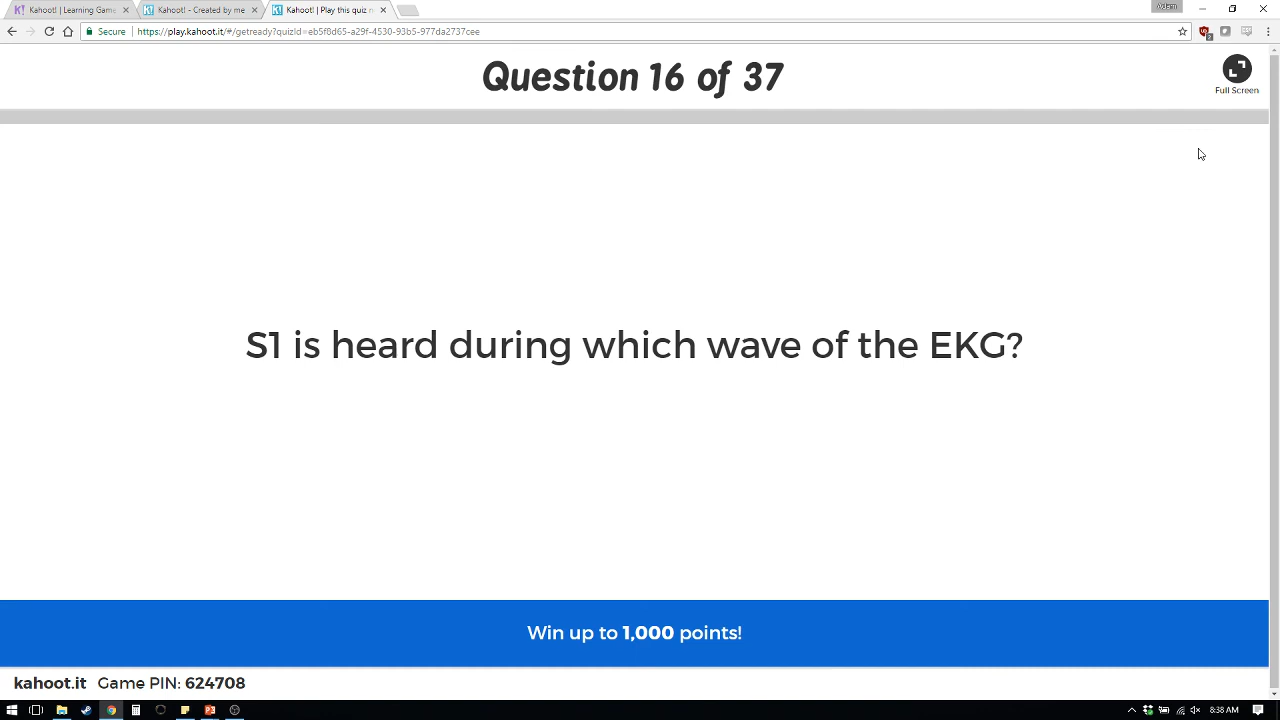 Kahoot! | Learning Game
Kahoot! - Created by me
Kahoot! | Play this quiz n
Adam
Secure
https://play.kahoot.it/#/getready?quizId=eb5f8d65-a29f-4530-93b5-977da2737cee
Question 16 of 37
Full Screen
S1 is heard during which wave of the EKG?
Win up to 1,000 points!
kahoot.it Game PIN: 624708
8:38 AM